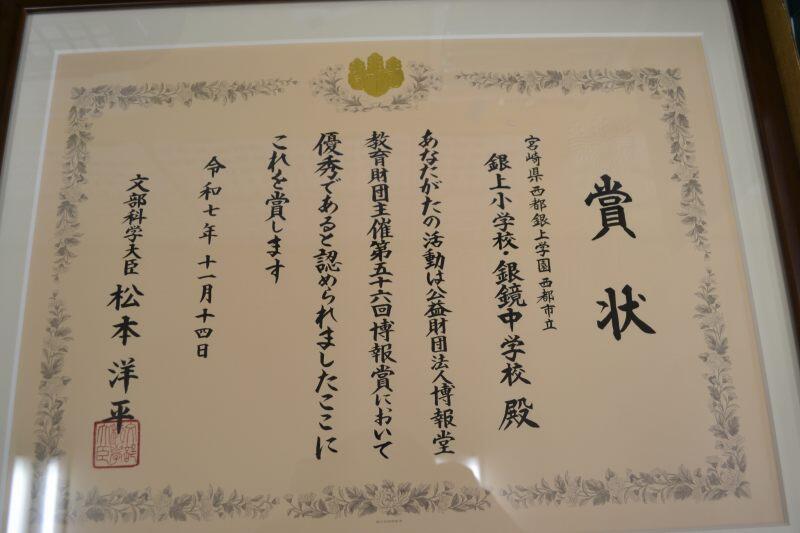 賞状
宮崎県西都銀上学園 西都市立
銀上小学校・銀鏡中学校 殿
あなたがたの活動は公益財団法人博報堂
教育財団主催第五十六回博報賞において
優秀であると認められましたここに
これを賞します
令和七年 十一月十四日
文部科学大臣 松本洋平